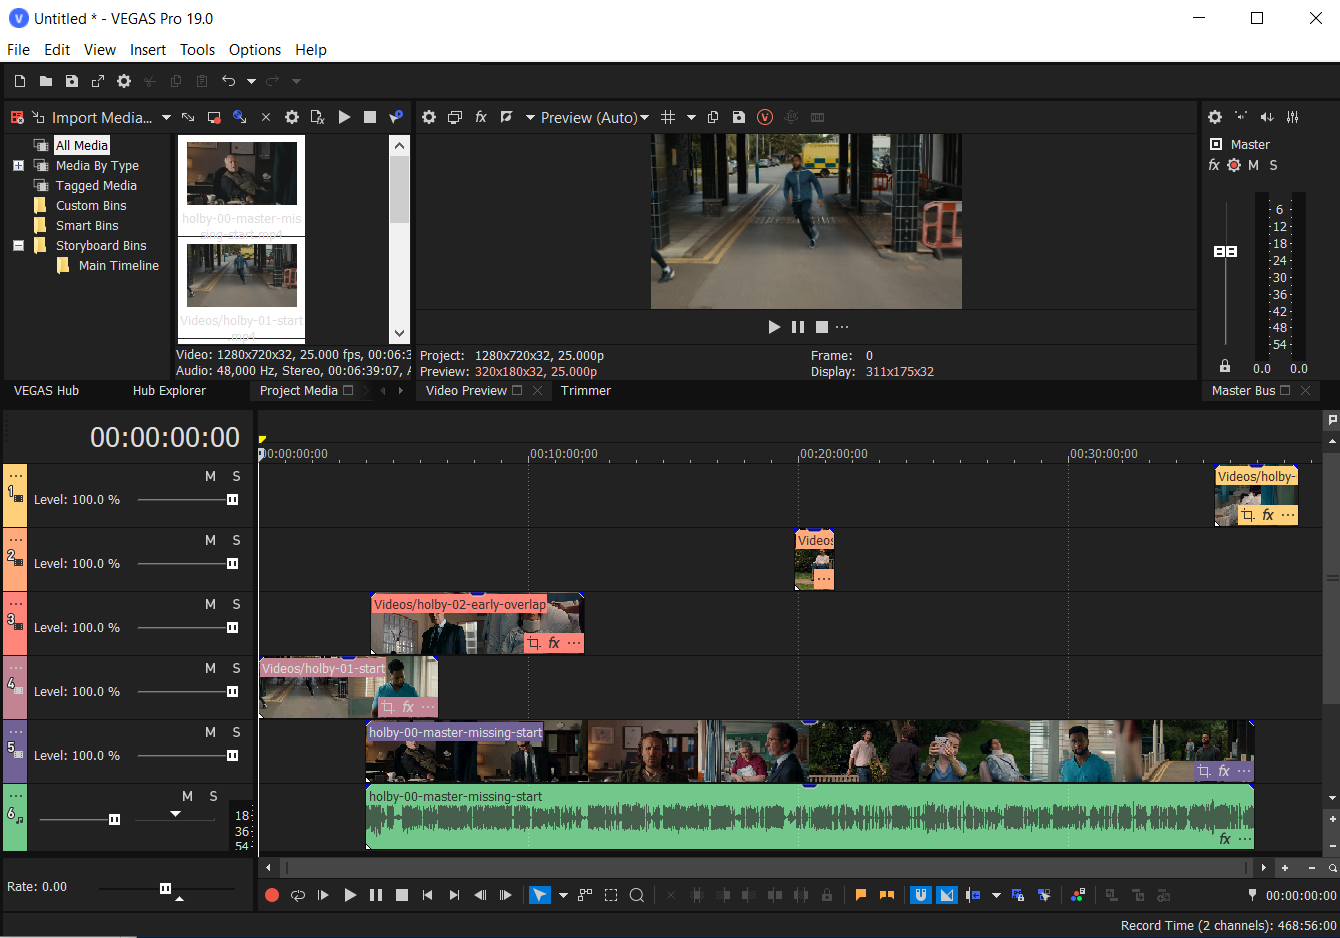 Untitled * - VEGAS Pro 19.0
File Edit View Insert Tools Options Help
Import Media...
Preview (Auto)
All Media
Media By Type
Tagged Media
Custom Bins
Smart Bins
Storyboard Bins
Main Timeline
holby-00-master-mis
sing-start.mp4
Videos/holby-01-start
.mp4
Video: 1280x720x32, 25.000 fps, 00:06:3
Audio: 48,000 Hz, Stereo, 00:06:39:07, A
Project: 1280x720x32, 25.000p
Preview: 320x180x32, 25.000p
Frame: 0
Display: 311x175x32
Master
fx M S
6
12
18
24
30
36
42
48
54
0.0 0.0
VEGAS Hub Hub Explorer Project Media Video Preview Trimmer Master Bus
00:00:00:00
00:00:00:00 00:10:00:00 00:20:00:00 00:30:00:00
1 M S
Level: 100.0 %
Videos/holby-
fx
2 M S
Level: 100.0 %
Videos
3 M S
Level: 100.0 %
Videos/holby-02-early-overlap
fx
4 M S
Level: 100.0 %
Videos/holby-01-start
fx
5 M S
Level: 100.0 %
holby-00-master-missing-start
fx
6 M S
18
36
54
holby-00-master-missing-start
fx
Rate: 0.00
00:00:00:00
Record Time (2 channels): 468:56:00